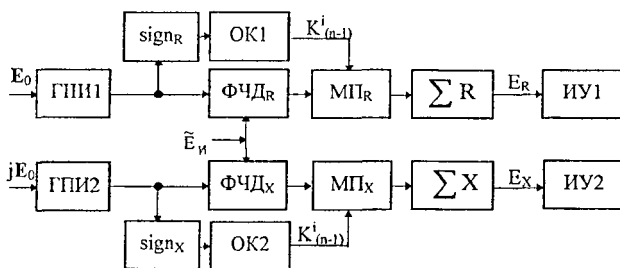 sign_R ОК1 K^i_(n-1)
E_0 ГПИ1 ФЧД_R МП_R ∑ R E_R ИУ1
Ẽ_И
jE_0 ГПИ2 ФЧД_X МП_X ∑ X E_X ИУ2
sign_X ОК2 K^i_(n-1)